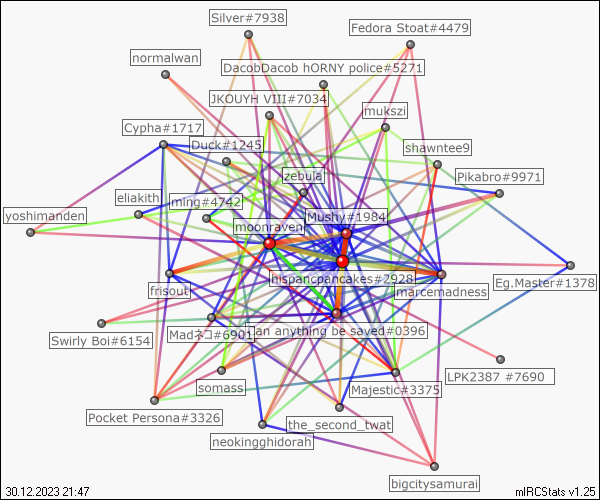 Silver#7938
Fedora Stoat#4479
normalwan
DacobDacob hORNY police#5271
JKOUYH VIII#7034
mukszi
Cypha#1717
Duck#1245
shawntee9
zebula
Pikabro#9971
eliakith
ming#4742
yoshimanden
Mushy#1984
moonraven
hispancpancakes#2928
Eg.Master#1378
frisout
marcemadness
an anything be saved#0396
Madネコ#6901
Swirly Boi#6154
LPK2387 #7690
somass
Majestic#3375
Pocket Persona#3326
the_second_twat
neokingghidorah
bigcitysamurai
30.12.2023 21:47
mIRCStats v1.25